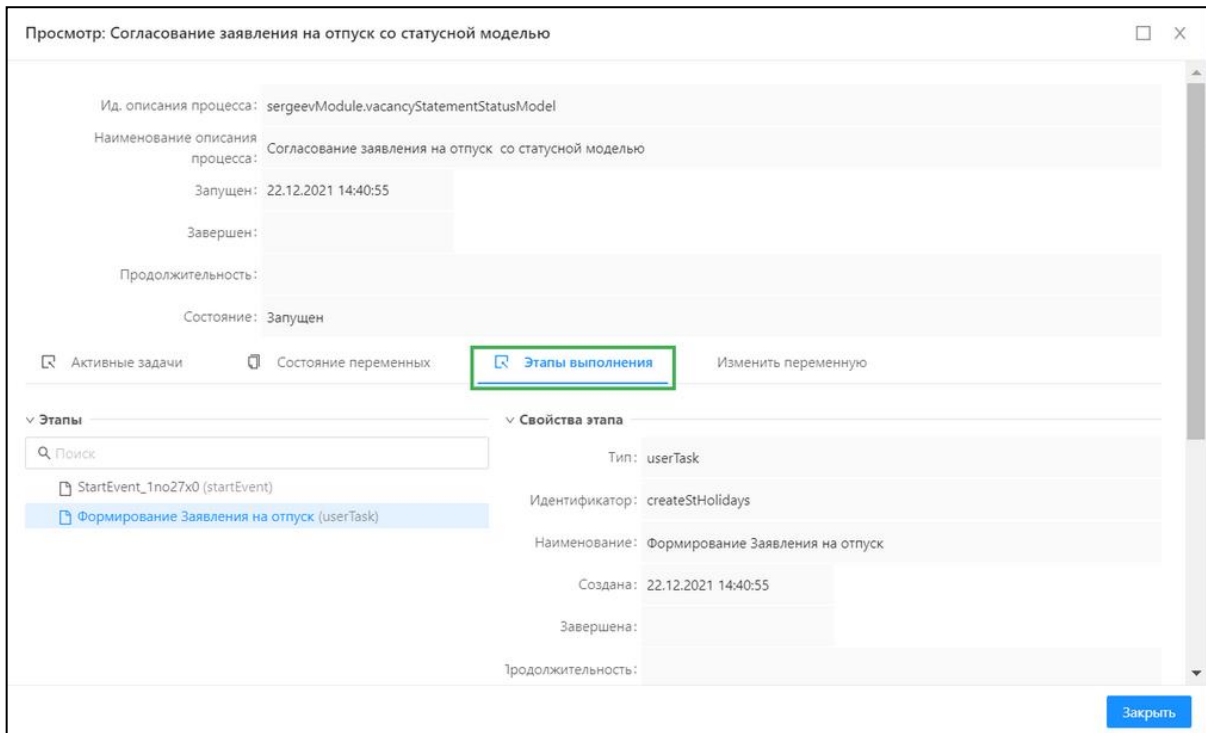 Просмотр: Согласование заявления на отпуск со статусной моделью
Ид. описания процесса: sergeevModule.vacancyStatementStatusModel
Наименование описания
процесса: Согласование заявления на отпуск со статусной моделью
Запущен: 22.12.2021 14:40:55
Завершен:
Продолжительность:
Состояние: Запущен
Активные задачи Состояние переменных Этапы выполнения Изменить переменную
Этапы Свойства этапа
Поиск Тип: userTask
StartEvent_1no27x0 (startEvent)
Идентификатор: createStHolidays
Формирование Заявления на отпуск (userTask)
Наименование: Формирование Заявления на отпуск
Создана: 22.12.2021 14:40:55
Завершена:
Продолжительность:
Закрыть